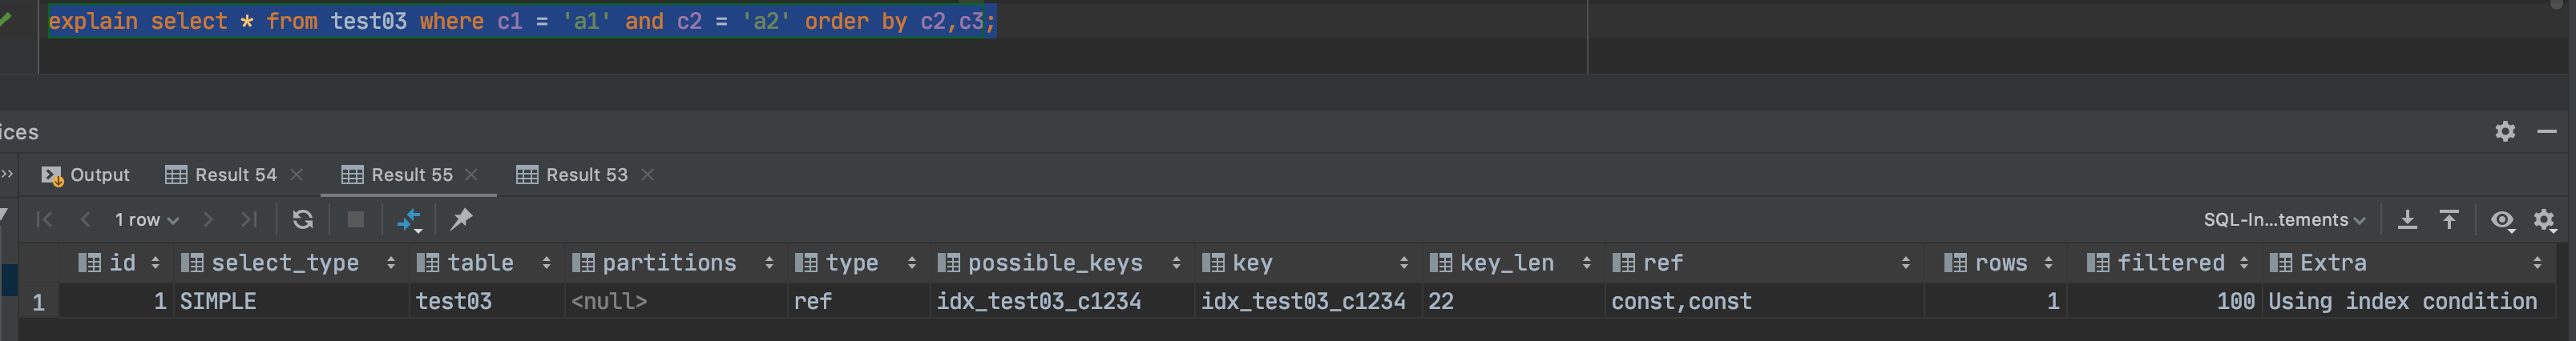 explain select * from test03 where c1 = 'a1' and c2 = 'a2' order by c2,c3;
ices
Output Result 54 Result 55 Result 53
1 row SQL-In...tements
id select_type table partitions type possible_keys key key_len ref rows filtered Extra
1 1 SIMPLE test03 <null> ref idx_test03_c1234 idx_test03_c1234 22 const,const 1 100 Using index condition